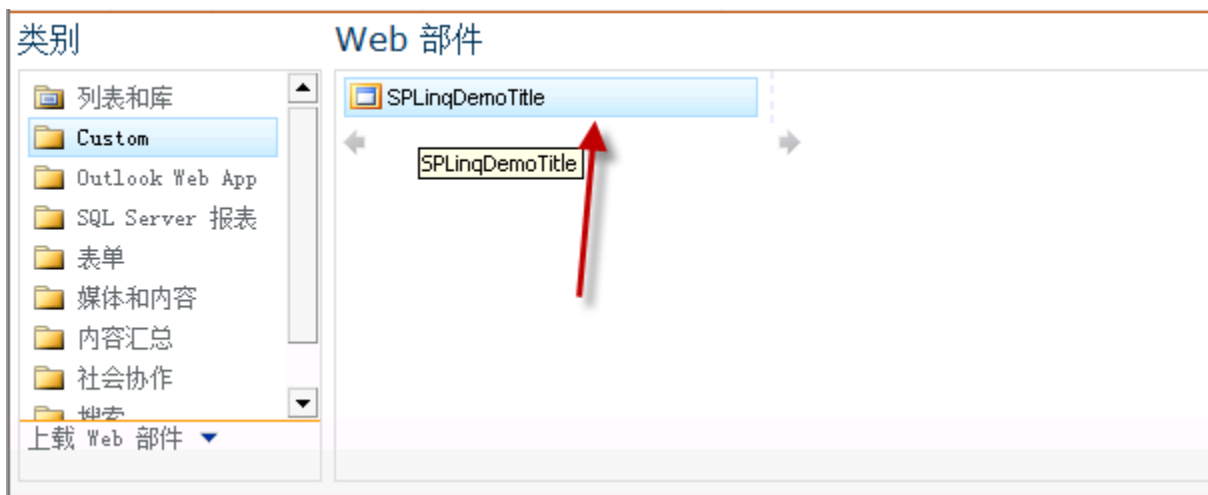 类别
列表和库
Custom
Outlook Web App
SQL Server 报表
表单
媒体和内容
内容汇总
社会协作
搜索
上载 Web 部件
Web 部件
SPLinqDemoTitle
SPLinqDemoTitle